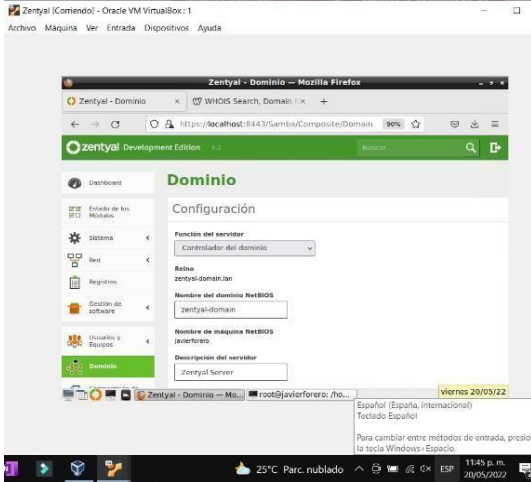 Zentyal [Corriendo] - Oracle VM VirtualBox : 1
Archivo Máquina Ver Entrada Dispositivos Ayuda
Zentyal - Dominio — Mozilla Firefox
Zentyal - Dominio
WHOIS Search, Domain
https://localhost:8443/Samba/Composite/Domain 90%
zentyal Development Edition 6.2
Buscar...
Dashboard
Estado de los
Módulos
Sistema
Red
Registros
Gestión de
software
Usuarios y
Equipos
Dominio
Dominio
Configuración
Función del servidor
Controlador del dominio
Reino
zentyal-domain.lan
Nombre del dominio NetBIOS
zentyal-domain
Nombre de máquina NetBIOS
javierforero
Descripción del servidor
Zentyal Server
Zentyal - Dominio — Mo...
root@javierforero: /ho...
viernes 20/05/22
Español (España, internacional)
Teclado Español
Para cambiar entre métodos de entrada, presio
la tecla Windows+Espacio.
25°C Parc. nublado
ESP
11:45 p. m.
20/05/2022